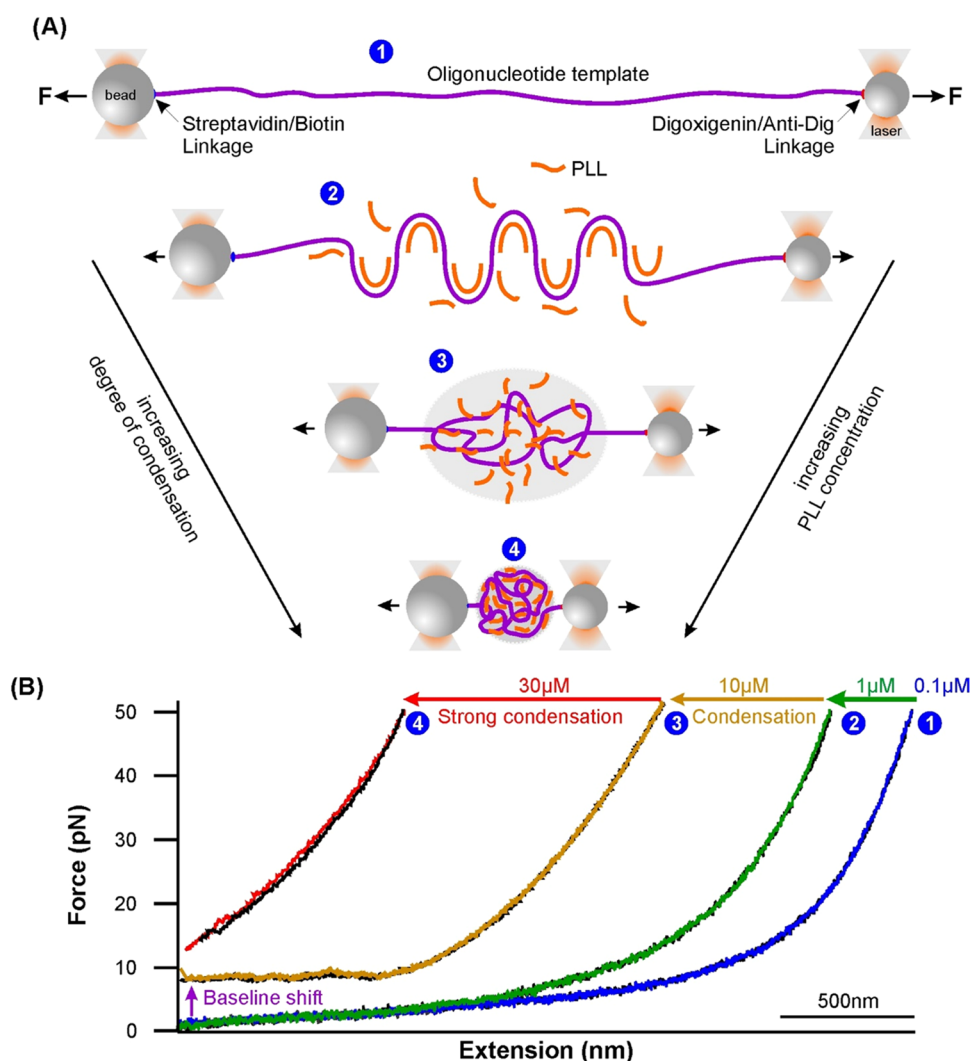 (A)
1
Oligonucleotide template
F
bead
F
Streptavidin/Biotin
Linkage
Digoxigenin/Anti-Dig
Linkage
laser
PLL
2
3
increasing
degree of condensation
increasing
PLL concentration
4
(B)
30µM
10µM
1µM
0.1µM
Strong condensation
Condensation
4
3
2
1
50
40
30
20
10
0
Force (pN)
Baseline shift
500nm
Extension (nm)